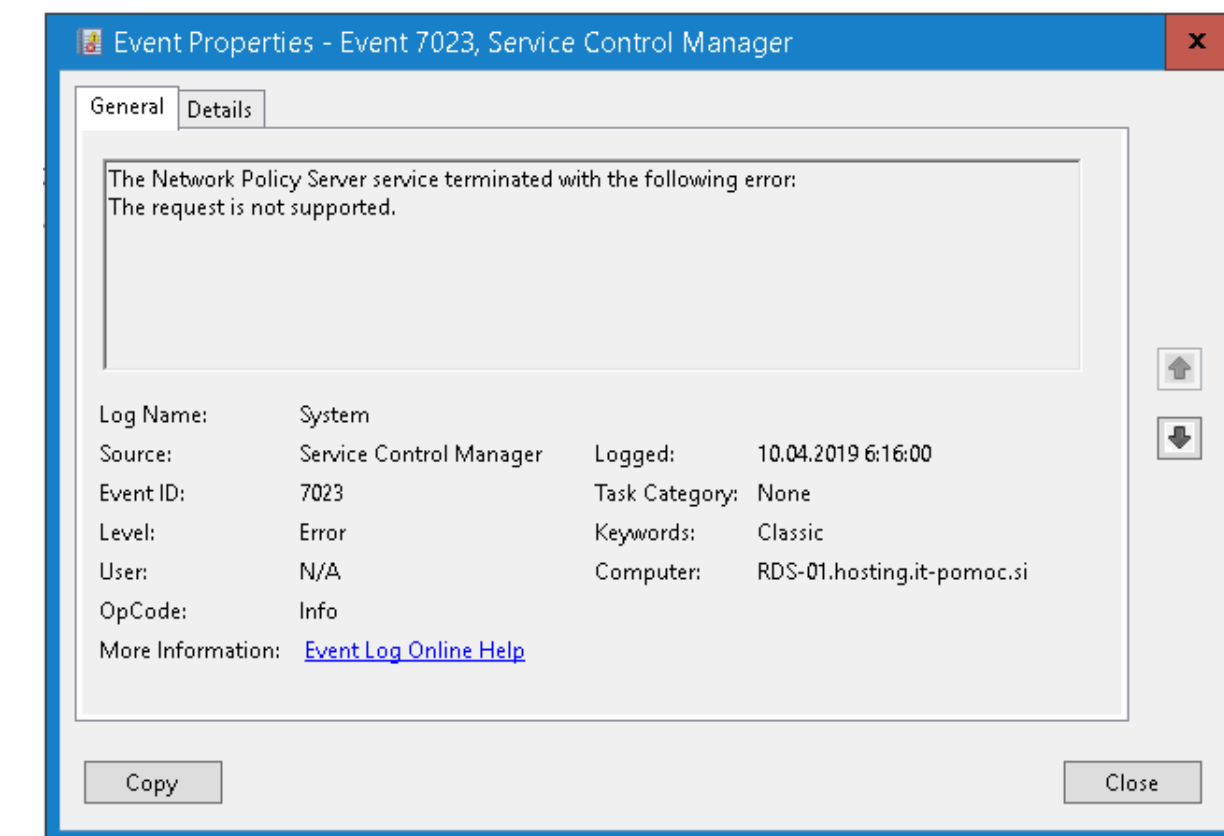 Event Properties - Event 7023, Service Control Manager
x
General Details
The Network Policy Server service terminated with the following error:
The request is not supported.
Log Name: System
Source: Service Control Manager Logged: 10.04.2019 6:16:00
Event ID: 7023 Task Category: None
Level: Error Keywords: Classic
User: N/A Computer: RDS-01.hosting.it-pomoc.si
OpCode: Info
More Information: Event Log Online Help
Copy Close